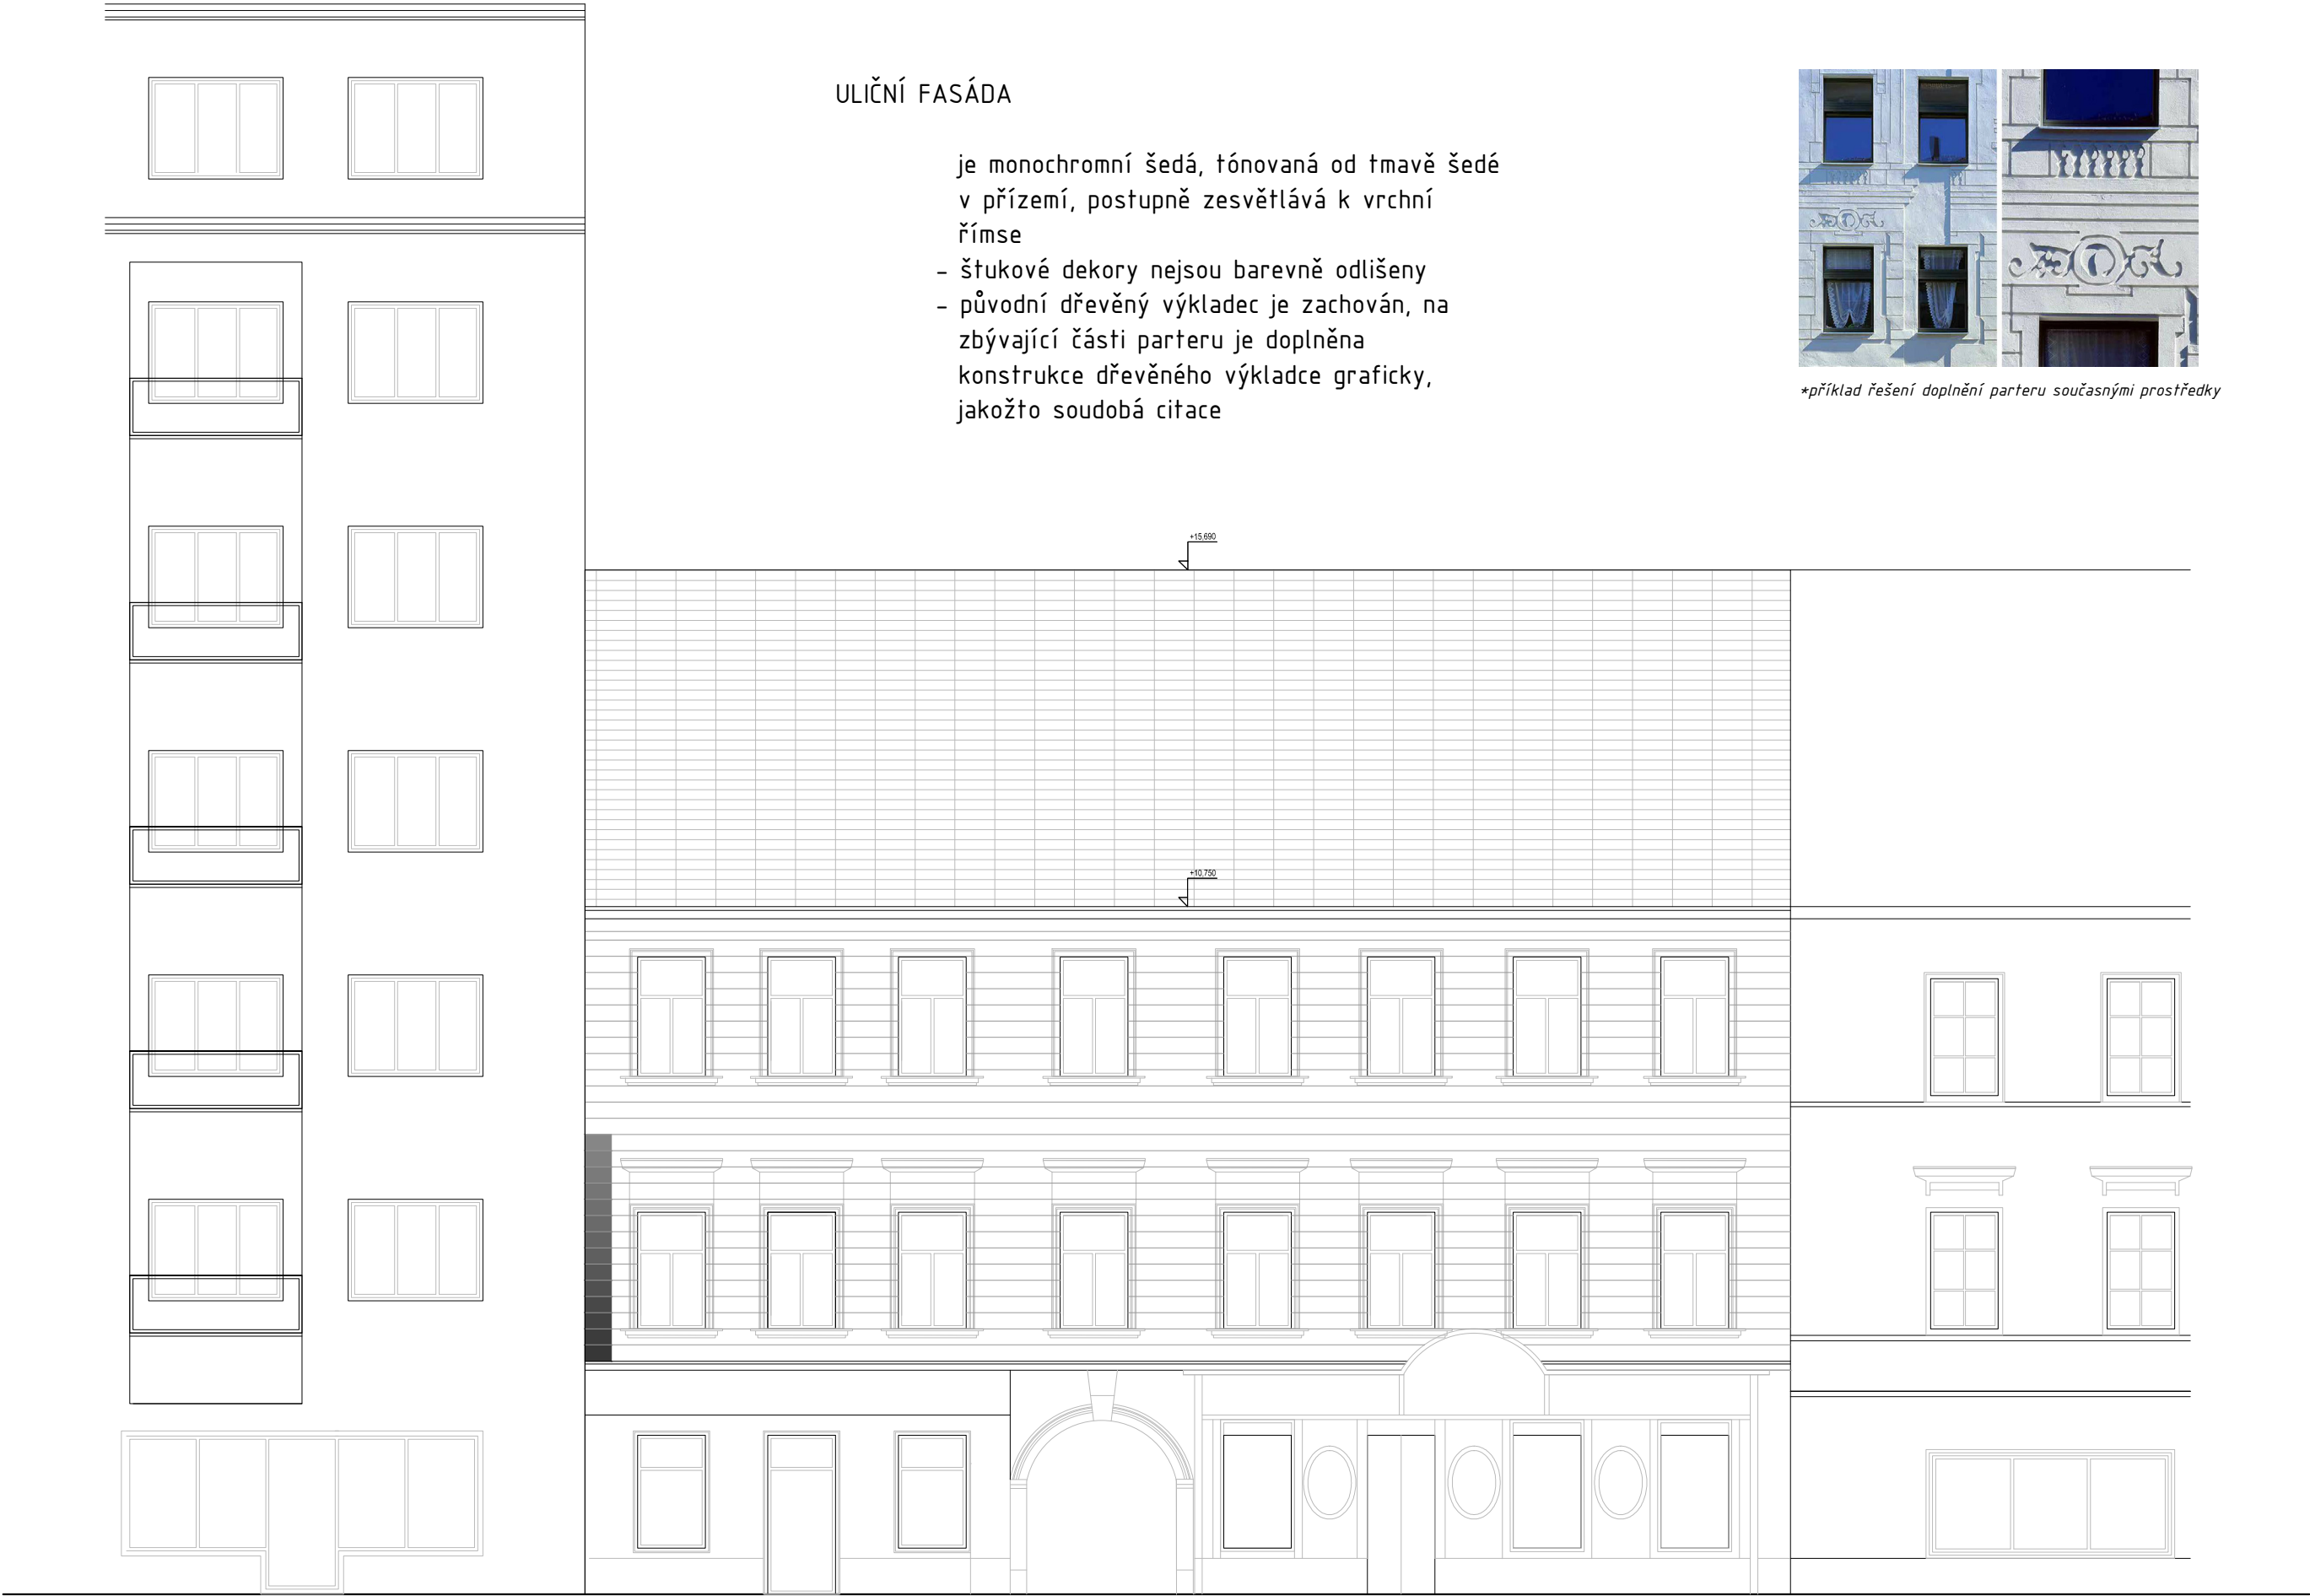 ULIČNÍ FASÁDA
je monochromní šedá, tónovaná od tmavě šedé
v přízemí, postupně zesvětlává k vrchní
římse
- štukové dekory nejsou barevně odlišeny
- původní dřevěný výkladec je zachován, na
zbývající části parteru je doplněna
konstrukce dřevěného výkladce graficky,
jakožto soudobá citace
*příklad řešení doplnění parteru současnými prostředky
+15,690
+10,750